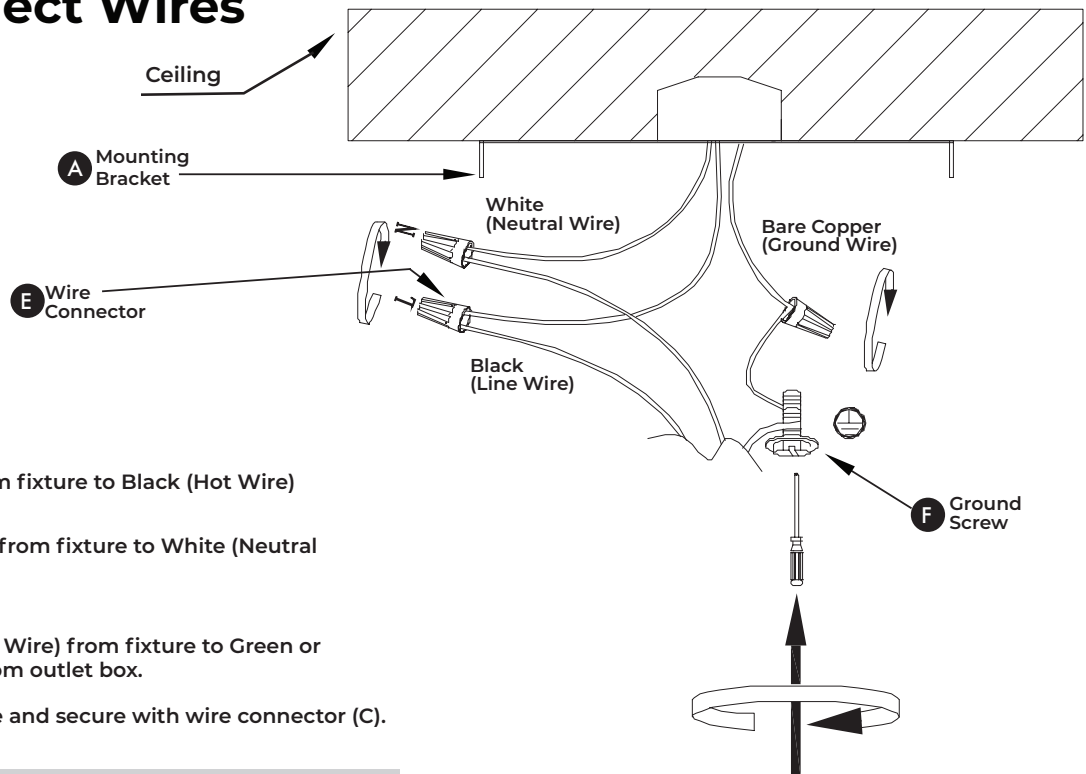 ect Wires
Ceiling
A Mounting
Bracket
White
(Neutral Wire)
Bare Copper
(Ground Wire)
N
E Wire
Connector
L
Black
(Line Wire)
fixture to Black (Hot Wire)
F Ground
Screw
from fixture to White (Neutral
Wire) from fixture to Green or
outlet box.
and secure with wire connector (C).